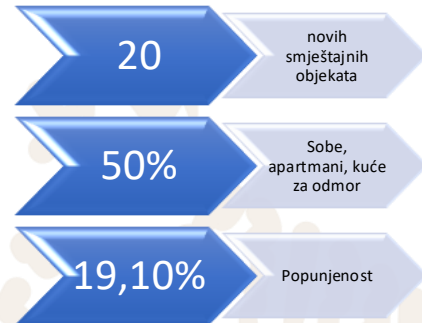 20
novih
smještajnih
objekata
50%
Sobe,
apartmani, kuće
za odmor
19,10%
Popunjenost